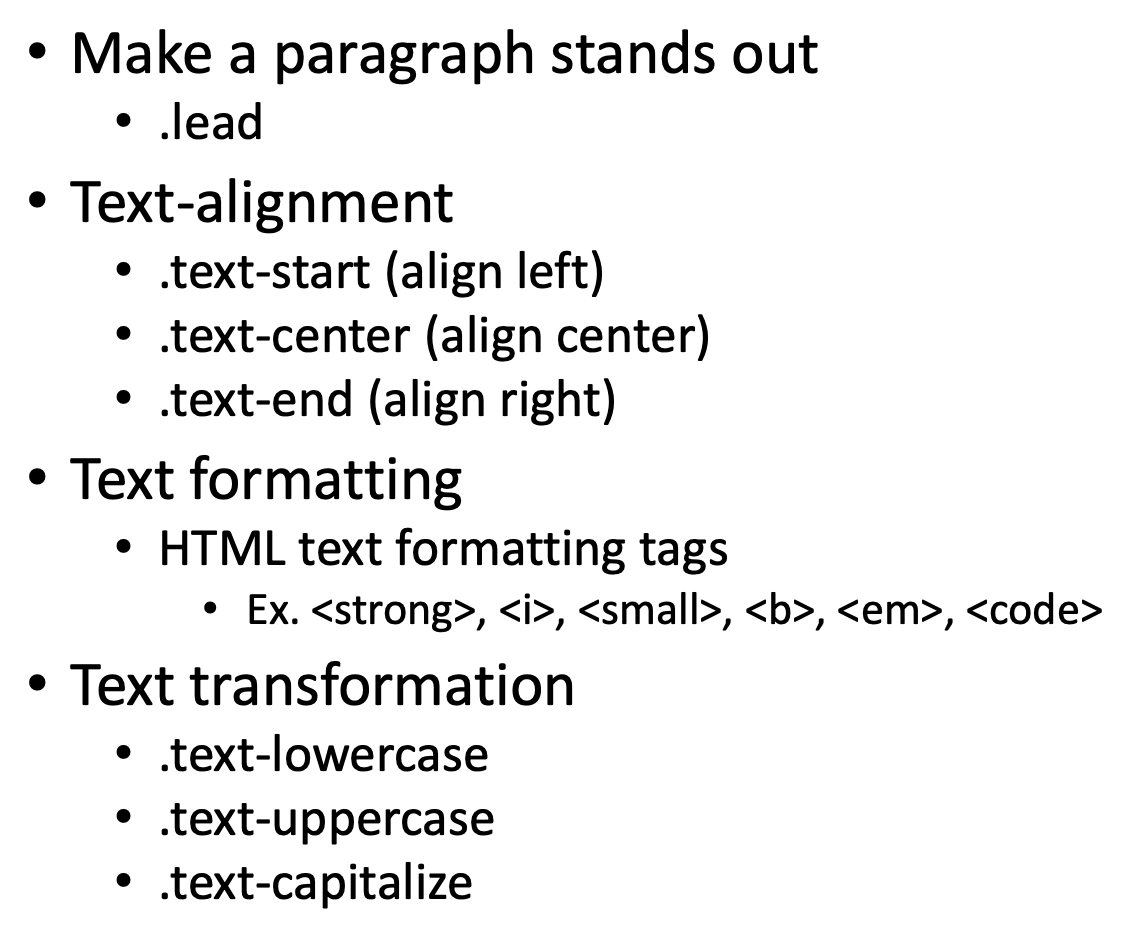 • Make a paragraph stands out
• .lead
• Text-alignment
• .text-start (align left)
• .text-center (align center)
• .text-end (align right)
• Text formatting
• HTML text formatting tags
• Ex. <strong>, <i>, <small>, <b>, <em>, <code>
• Text transformation
• .text-lowercase
• .text-uppercase
• .text-capitalize